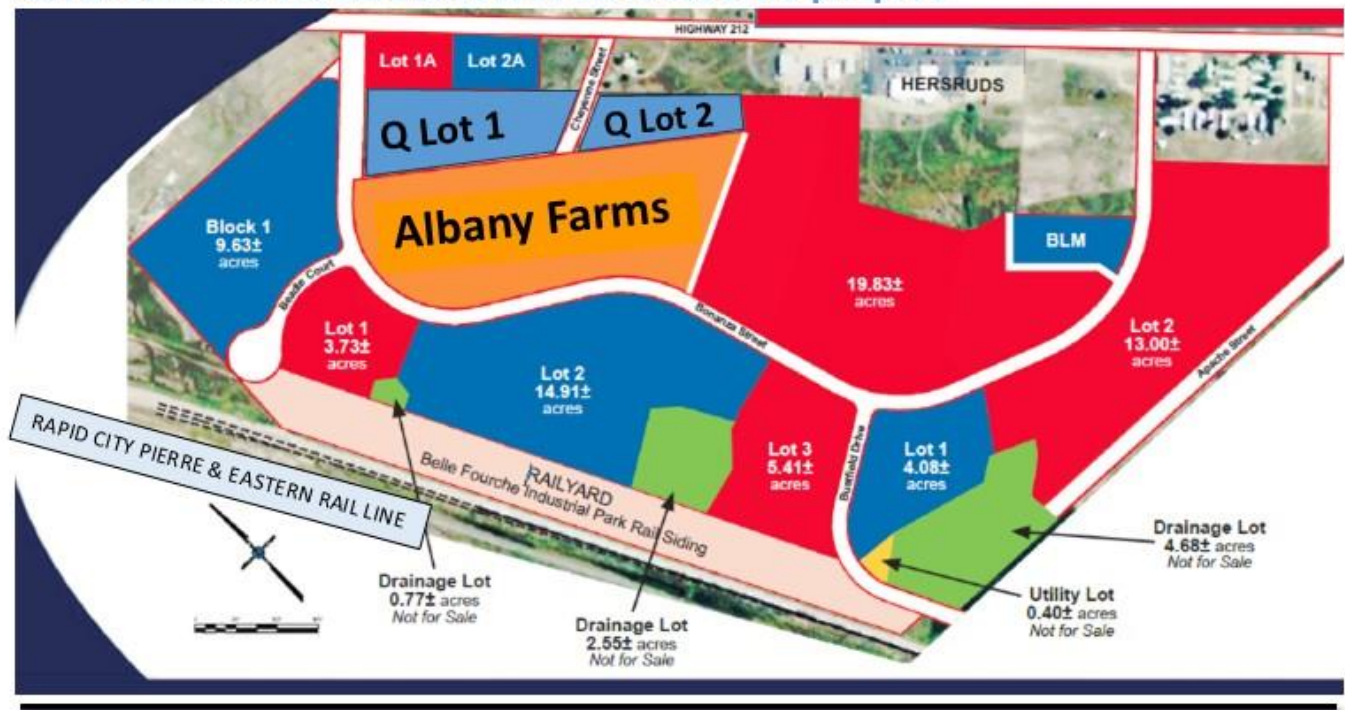 HIGHWAY 212
Lot 1A
Lot 2A
Cheyenne Street
HERSRUDS
Q Lot 1
Q Lot 2
Albany Farms
Block 1
9.63±
acres
BLM
Beadle Court
19.83±
acres
Lot 1
3.73±
acres
Bonanza Street
Lot 2
13.00±
acres
Apache Street
Lot 2
14.91±
acres
RAPID CITY PIERRE & EASTERN RAIL LINE
Lot 3
5.41±
acres
Lot 1
4.08±
acres
RAILYARD
Belle Fourche Industrial Park Rail Siding
Drainage Lot
4.68± acres
Not for Sale
Drainage Lot
0.77± acres
Not for Sale
Utility Lot
0.40± acres
Not for Sale
Drainage Lot
2.55± acres
Not for Sale